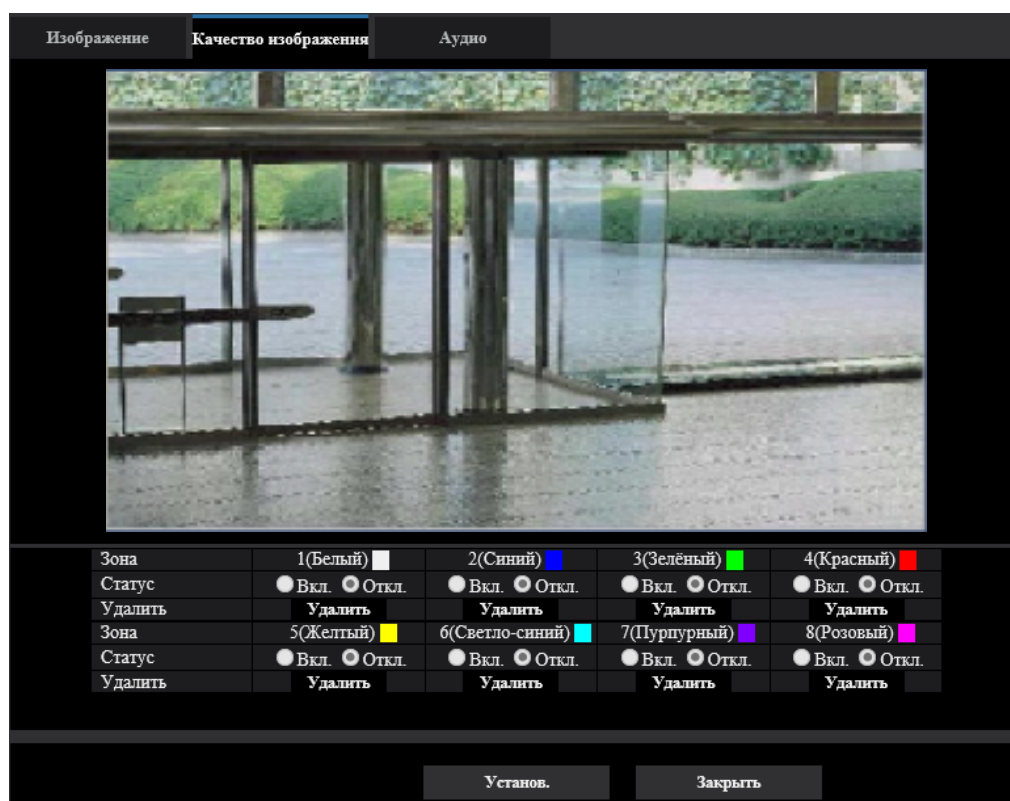 Изображение Качество изображения Аудио
Зона 1(Белый) 2(Синий) 3(Зелёный) 4(Красный)
Статус Вкл. Откл. Вкл. Откл. Вкл. Откл. Вкл. Откл.
Удалить Удалить Удалить Удалить Удалить
Зона 5(Желтый) 6(Светло-синий) 7(Пурпурный) 8(Розовый)
Статус Вкл. Откл. Вкл. Откл. Вкл. Откл. Вкл. Откл.
Удалить Удалить Удалить Удалить Удалить
Установ. Закрыть